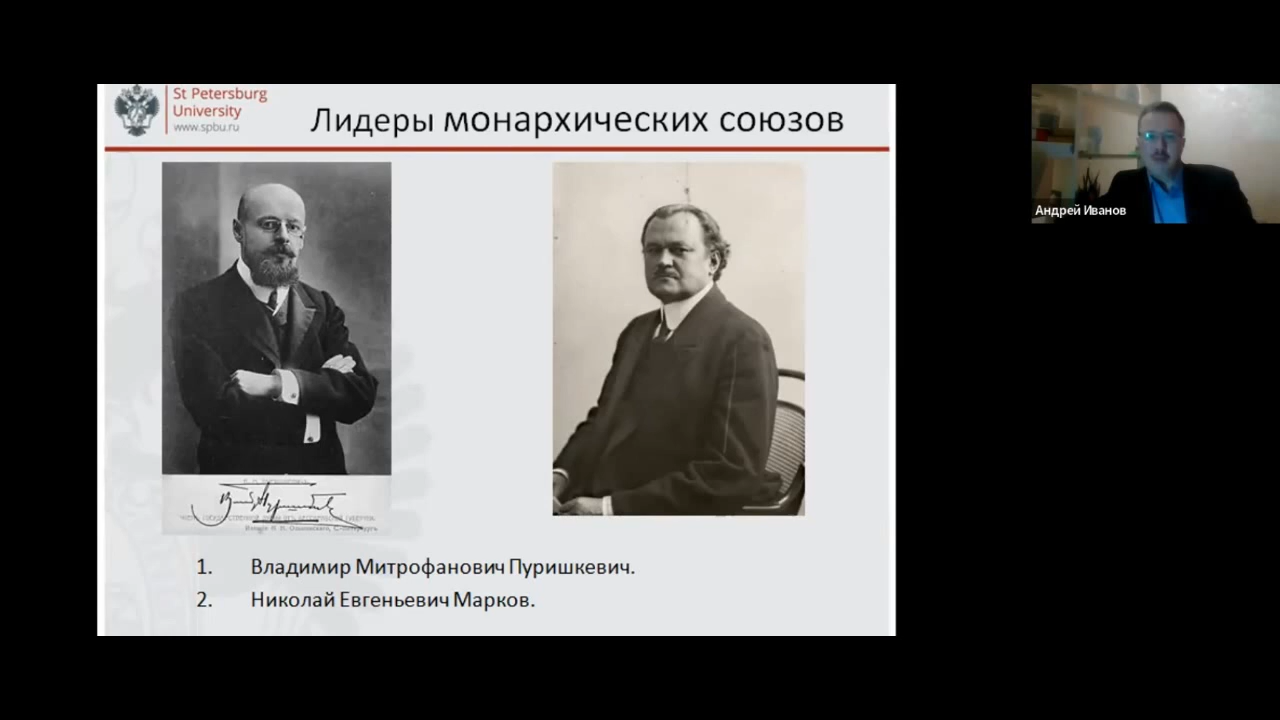 St Petersburg
University
www.spbu.ru
Лидеры монархических союзов
Андрей Иванов
1. Владимир Митрофанович Пуришкевич.
2. Николай Евгеньевич Марков.